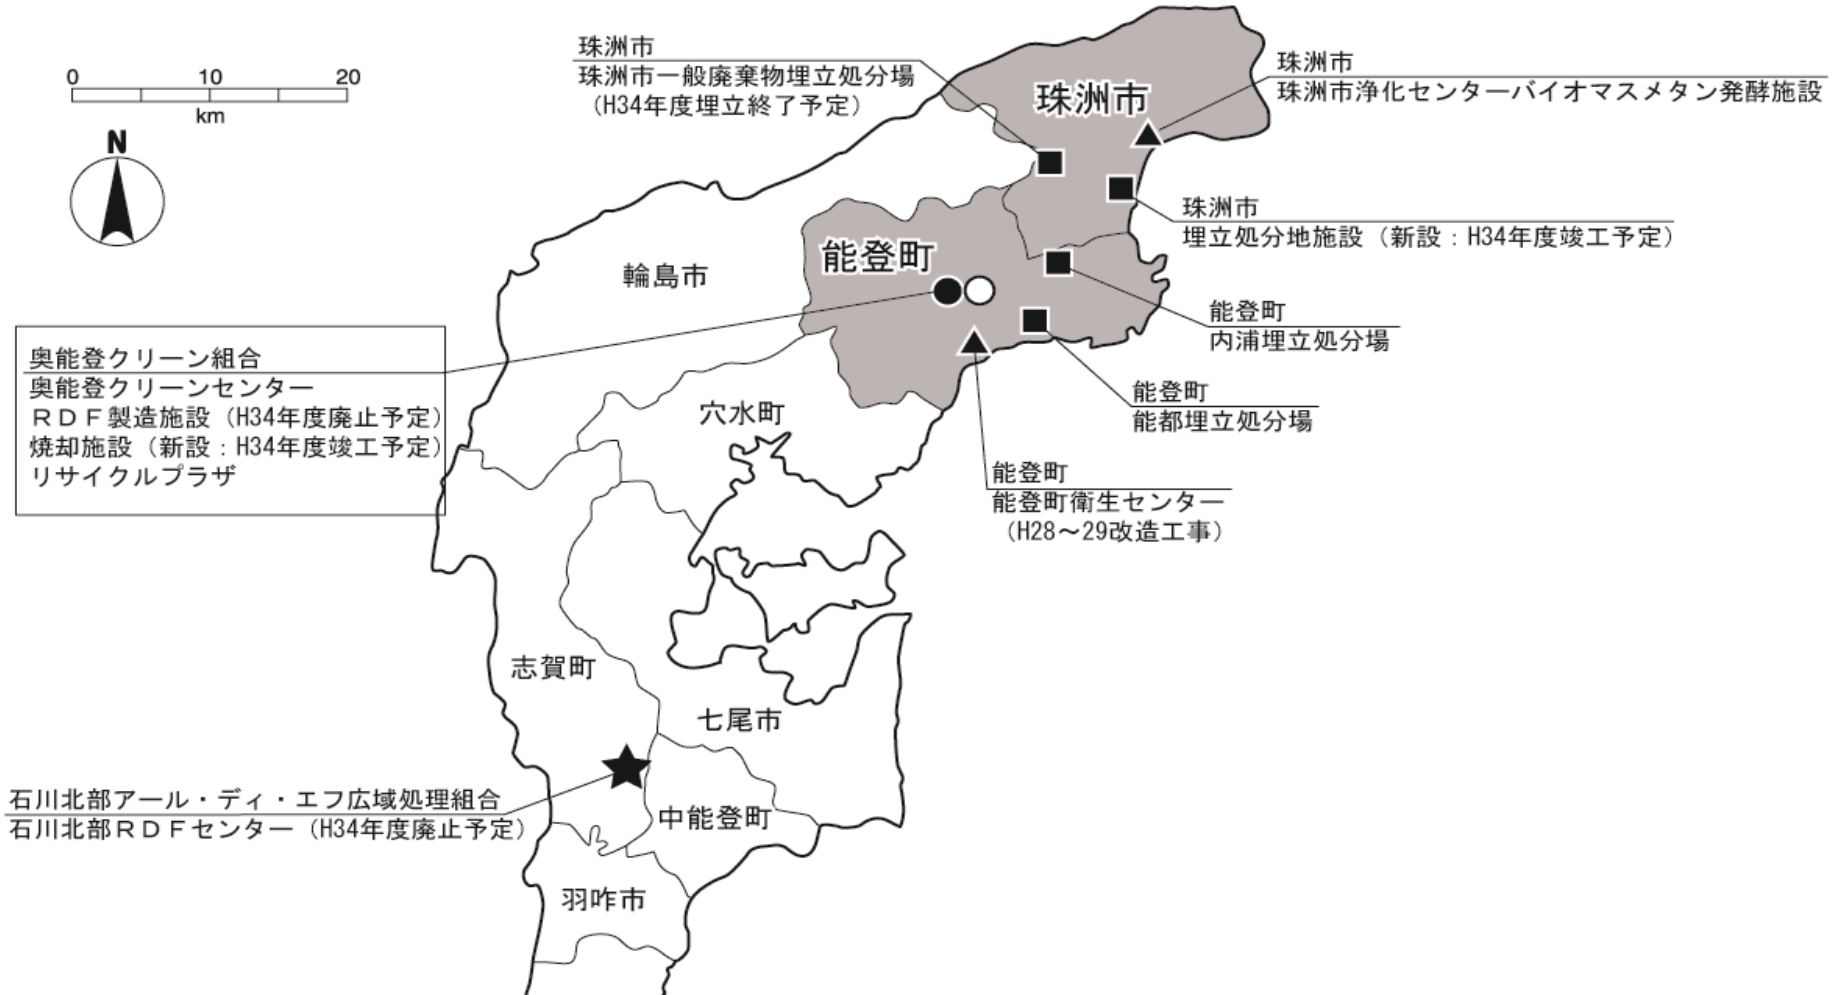 0 10 20
km
N
珠洲市
珠洲市一般廃棄物埋立処分場
（H34年度埋立終了予定）
珠洲市
珠洲市浄化センターバイオマスメタン発酵施設
珠洲市
珠洲市
埋立処分地施設（新設：H34年度竣工予定）
能登町
輪島市
能登町
内浦埋立処分場
奥能登クリーン組合
奥能登クリーンセンター
ＲＤＦ製造施設（H34年度廃止予定）
焼却施設（新設：H34年度竣工予定）
リサイクルプラザ
能登町
能都埋立処分場
穴水町
能登町
能登町衛生センター
（H28～29改造工事）
志賀町
七尾市
石川北部アール・ディ・エフ広域処理組合
石川北部ＲＤＦセンター（H34年度廃止予定）
中能登町
羽咋市